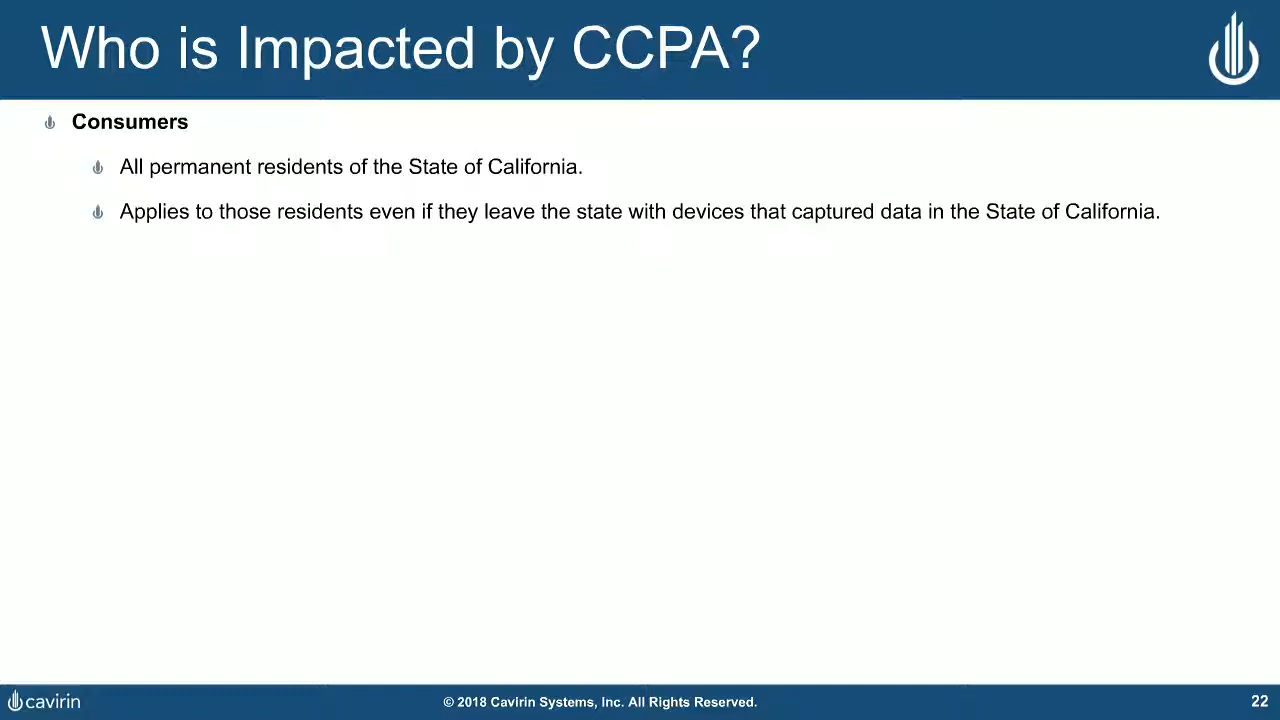 Who is Impacted by CCPA?
Consumers
All permanent residents of the State of California.
Applies to those residents even if they leave the state with devices that captured data in the State of California.
cavirin
© 2018 Cavirin Systems, Inc. All Rights Reserved.
22